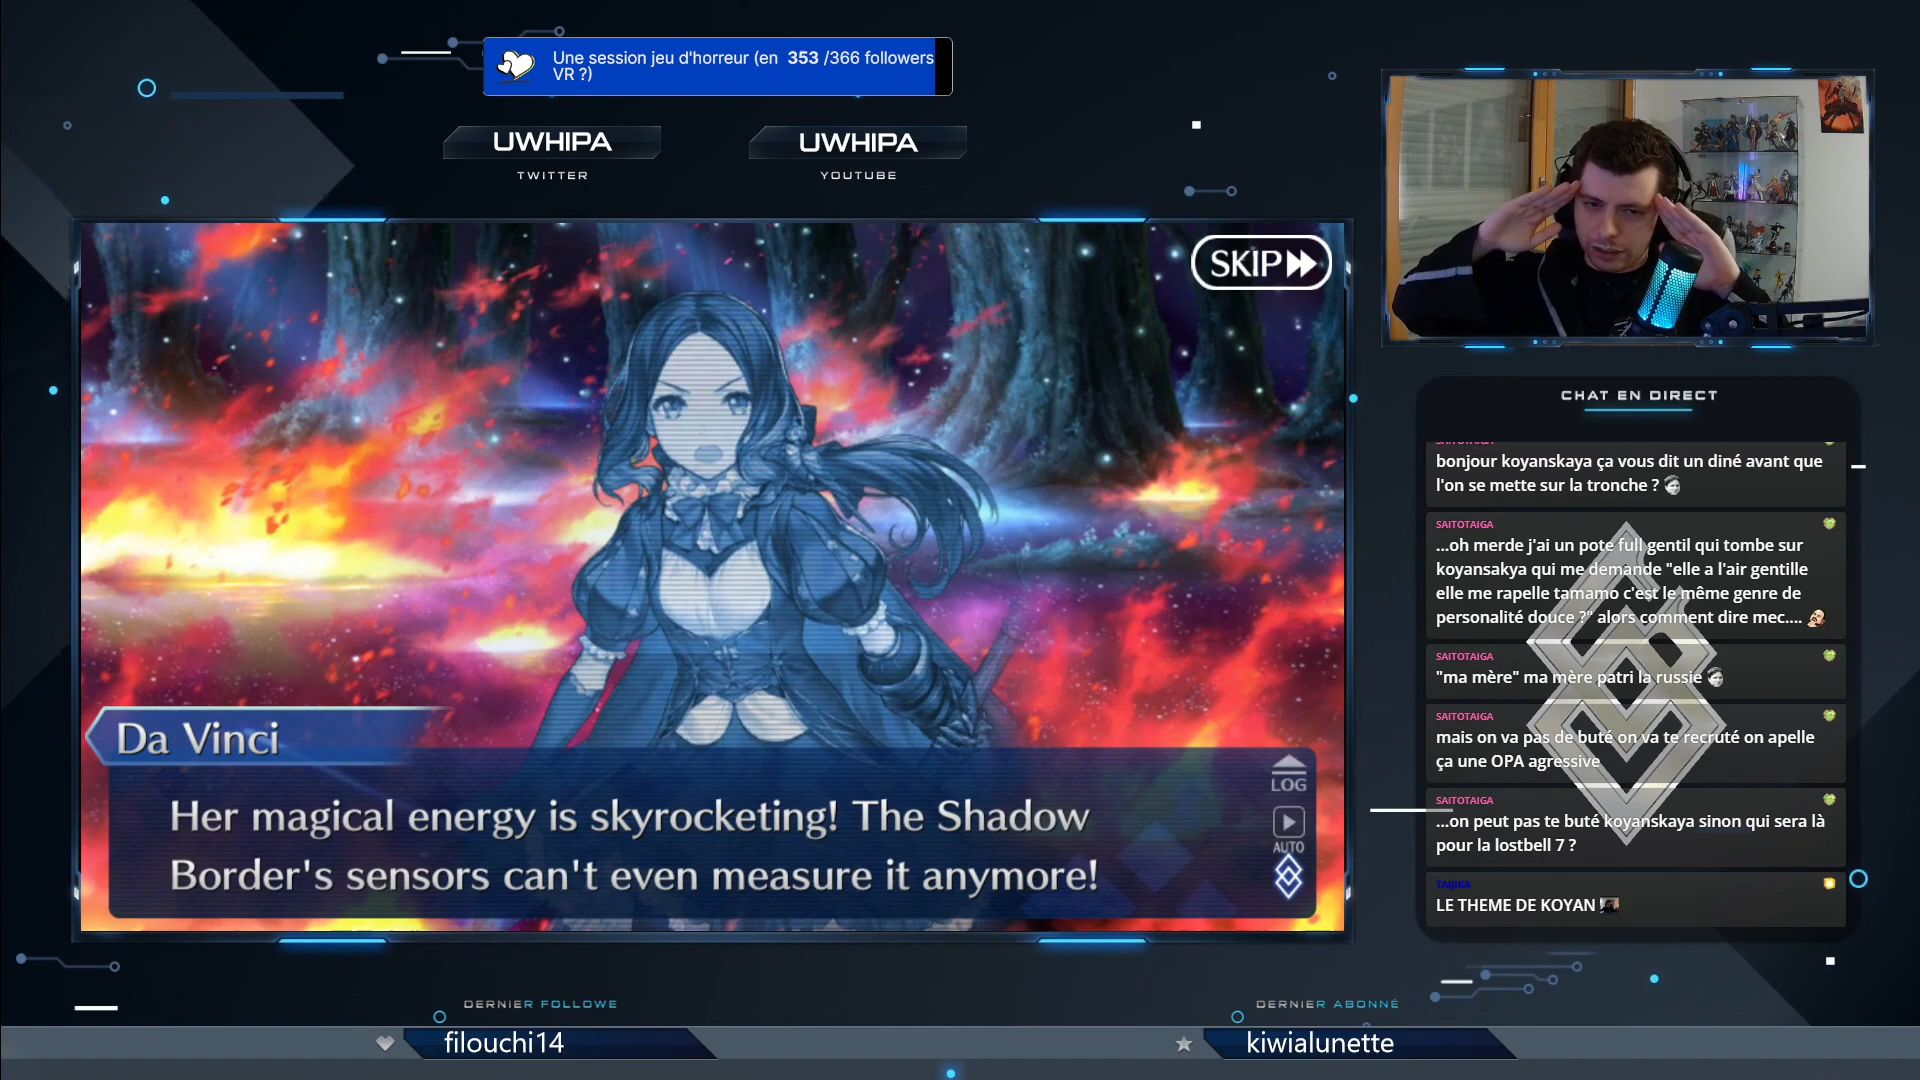 Une session jeu d'horreur (en 353 /366 followers
VR ?)
UWHIPA
TWITTER
UWHIPA
YOUTUBE
SKIP
Da Vinci
Her magical energy is skyrocketing! The Shadow
Border's sensors can't even measure it anymore!
LOG
AUTO
CHAT EN DIRECT
SAITOTAIGA
bonjour koyanskaya ça vous dit un diné avant que
l'on se mette sur la tronche ?
SAITOTAIGA
...oh merde j'ai un pote full gentil qui tombe sur
koyansakya qui me demande "elle a l'air gentille
elle me rapelle tamamo c'est le même genre de
personalité douce ?" alors comment dire mec....
SAITOTAIGA
"ma mère" ma mère patri la russie
SAITOTAIGA
mais on va pas de buté on va te recruté on apelle
ça une OPA agressive
SAITOTAIGA
...on peut pas te buté koyanskaya sinon qui sera là
pour la lostbell 7 ?
LE THEME DE KOYAN
DERNIER FOLLOWE
filouchi14
DERNIER ABONNÉ
kiwialunette